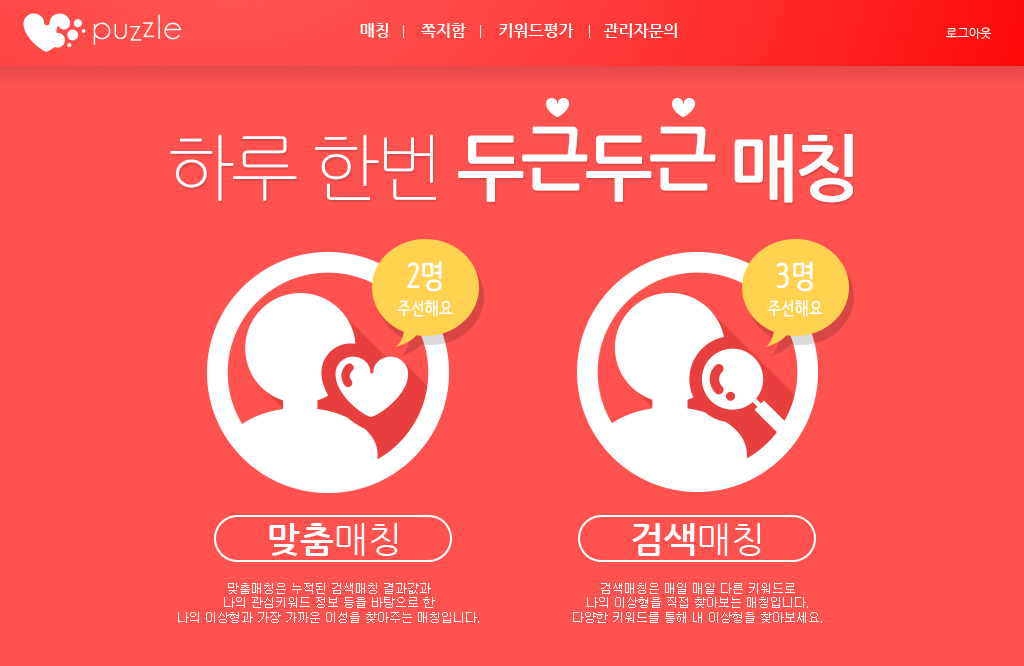 puzzle
매칭 | 쪽지함 | 키워드평가 | 관리자문의
로그아웃
하루 한번 두근두근 매칭
2명
주선해요
3명
주선해요
맞춤매칭
맞춤매칭은 누적된 검색매칭 결과값과
나의 관심키워드 정보 등을 바탕으로 한
나의 이상형과 가장 가까운 이성을 찾아주는 매칭입니다.
검색매칭
검색매칭은 매일 매일 다른 키워드로
나의 이상형을 직접 찾아보는 매칭입니다.
다양한 키워드를 통해 내 이상형을 찾아보세요.